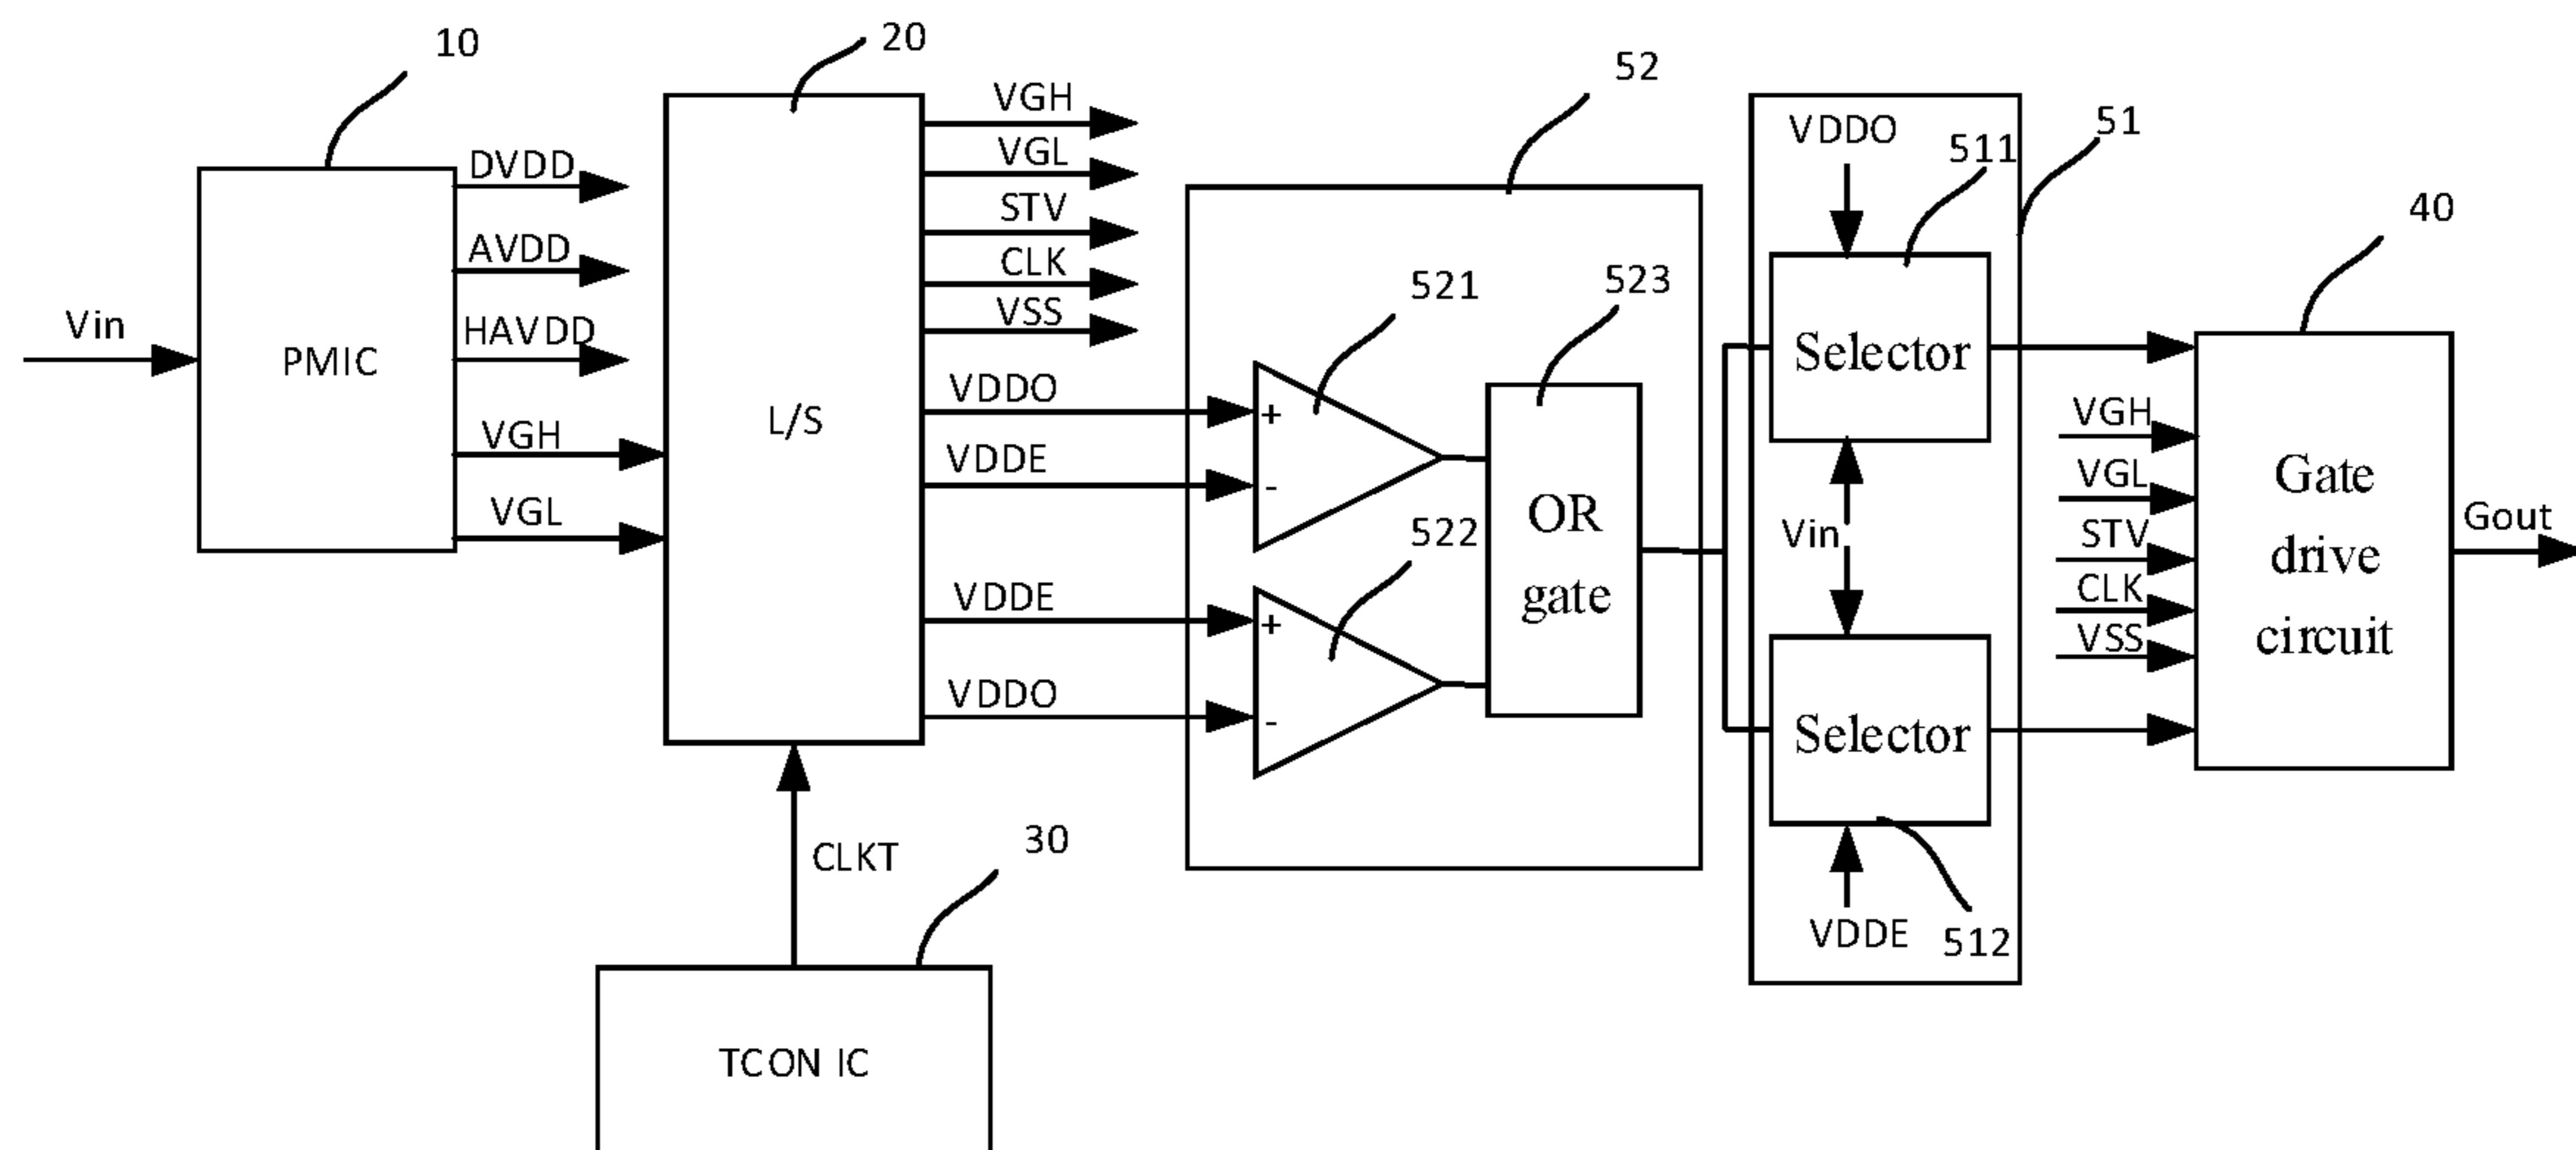 10
20
52
51
40
Vin
PMIC
DVDD
AVDD
HAVDD
VGH
VGL
L/S
VGH
VGL
STV
CLK
VSS
VDDO
VDDE
VDDE
VDDO
CLKT
30
TCON IC
521
522
523
+
-
+
-
OR
gate
VDDO
511
Selector
Vin
Selector
VDDE
512
VGH
VGL
STV
CLK
VSS
Gate
drive
circuit
Gout